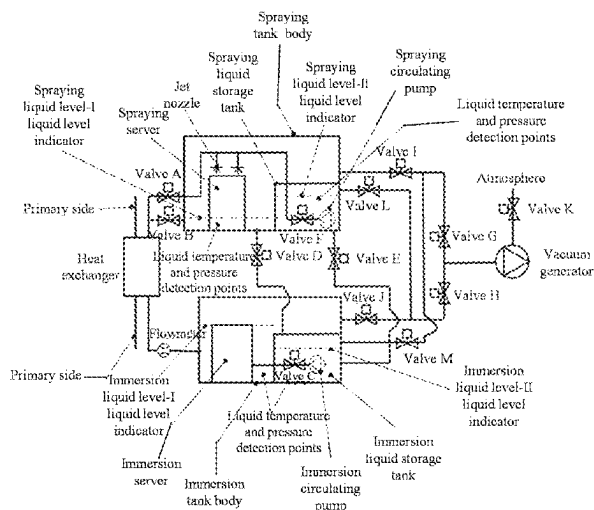 Spraying
tank body
Spraying
liquid
storage
tank
Spraying
liquid level-II
liquid level
indicator
Spraying
circulating
pump
Spraying
liquid level-I
liquid level
indicator
Jet
nozzle
Spraying
server
Liquid temperature
and pressure
detection points
Valve I
Valve A
Atmosphere
Primary side
Valve L
Valve K
Valve B
Valve F
Valve G
Heat
exchanger
Liquid temperature
and pressure
detection points
Valve D
Valve E
Vacuum
generator
Valve H
Valve J
Flowmeter
Valve M
Primary side
Valve C
Immersion
liquid level-I
liquid level
indicator
Liquid temperature
and pressure
detection points
Immersion
liquid level-II
liquid level
indicator
Immersion
server
Immersion
tank body
Immersion
circulating
pump
Immersion
liquid storage
tank